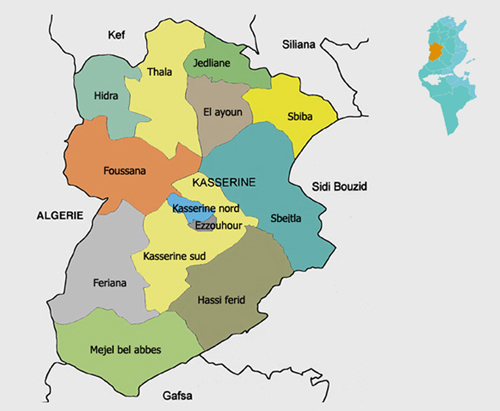 Kef
Siliana
Thala
Jedliane
Hidra
El ayoun
Sbiba
Foussana
KASSERINE
Sidi Bouzid
Kasserine nord
ALGERIE
Sbeitla
Ezzouhour
Kasserine sud
Feriana
Hassi ferid
Mejel bel abbes
Gafsa